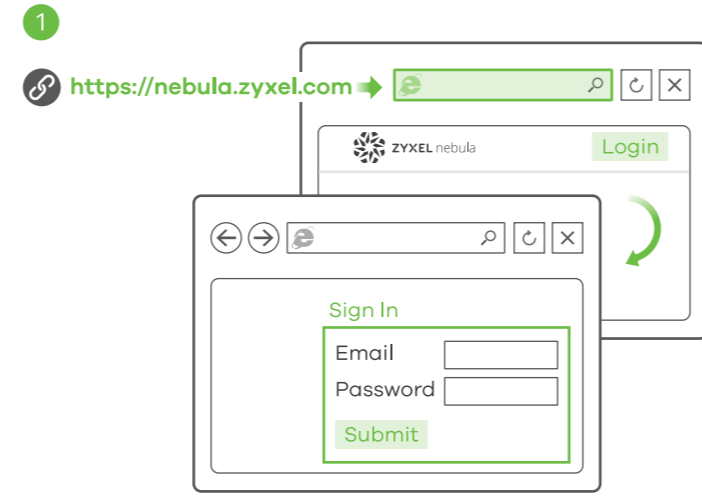 1
https://nebula.zyxel.com
ZYXEL nebula
Login
Sign In
Email
Password
Submit